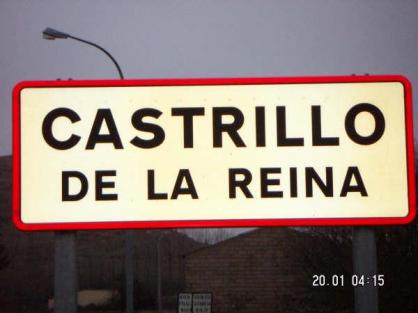 CASTRILLO
DE LA REINA
20.01 04:15